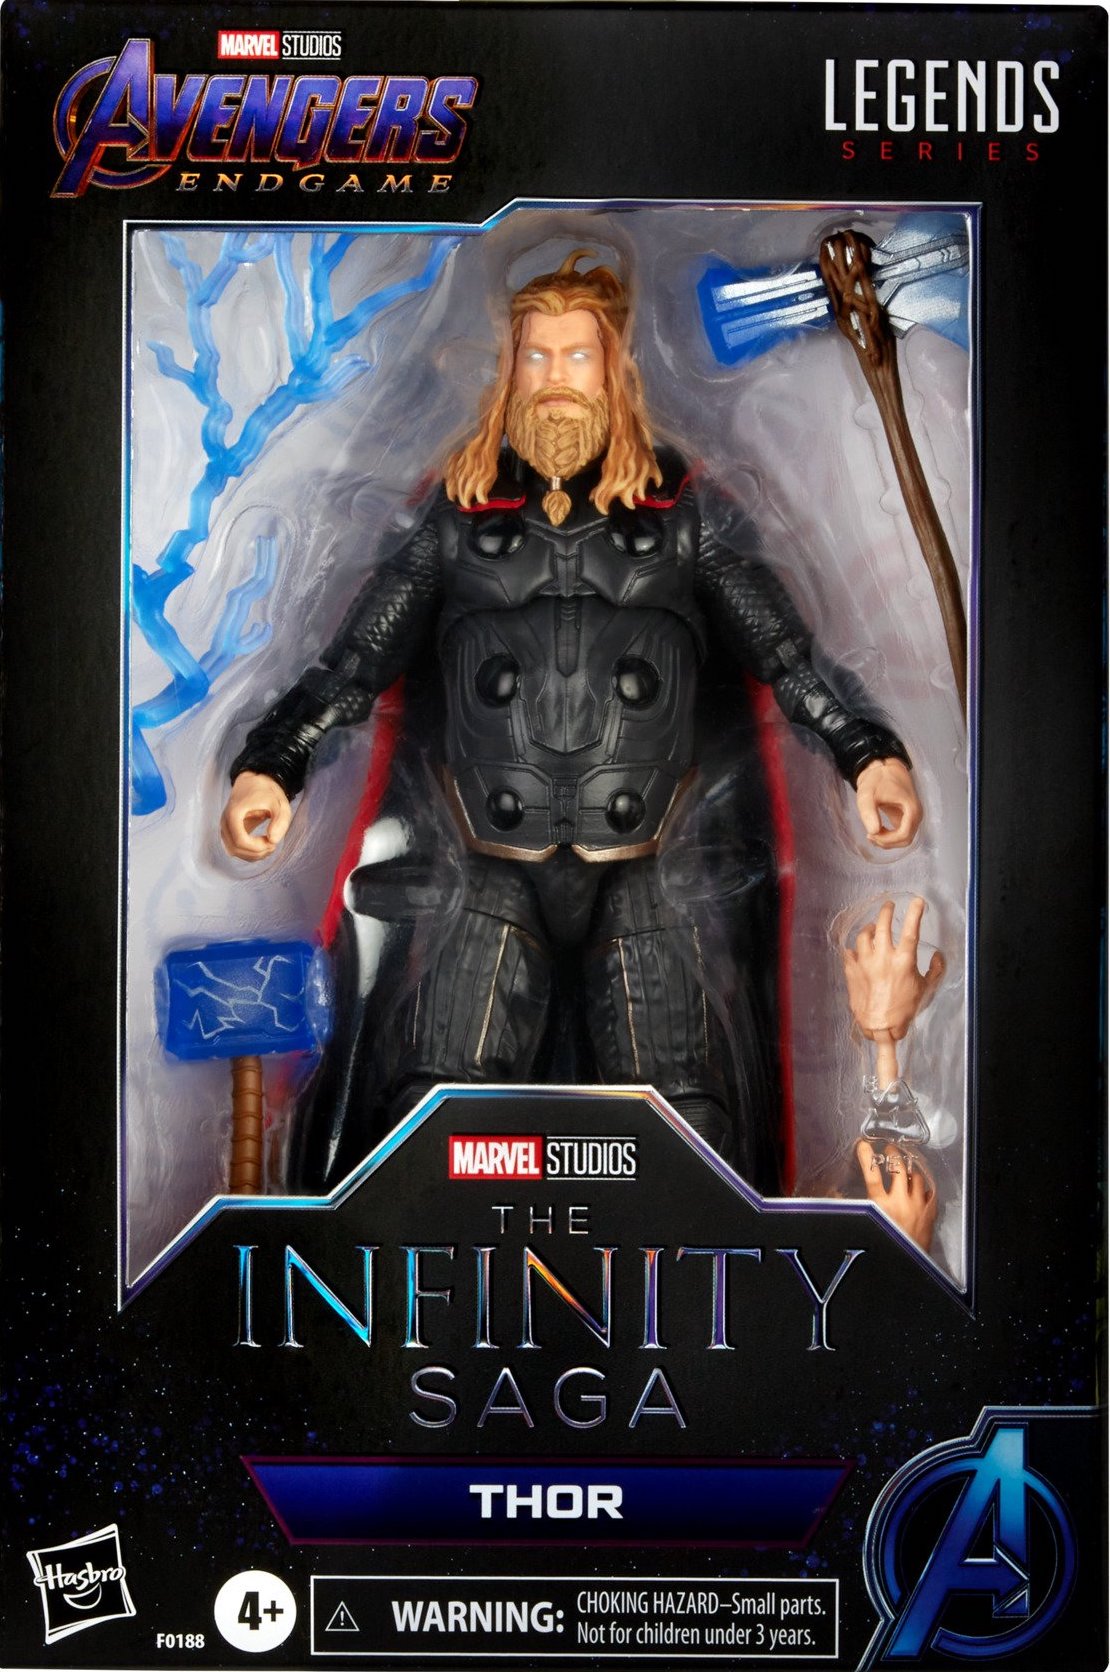 MARVEL STUDIOS
AVENGERS
ENDGAME
LEGENDS
SERIES
PET
MARVEL STUDIOS
THE
INFINITY
SAGA
THOR
Hasbro
F0188
4+
WARNING:
CHOKING HAZARD–Small parts.
Not for children under 3 years.